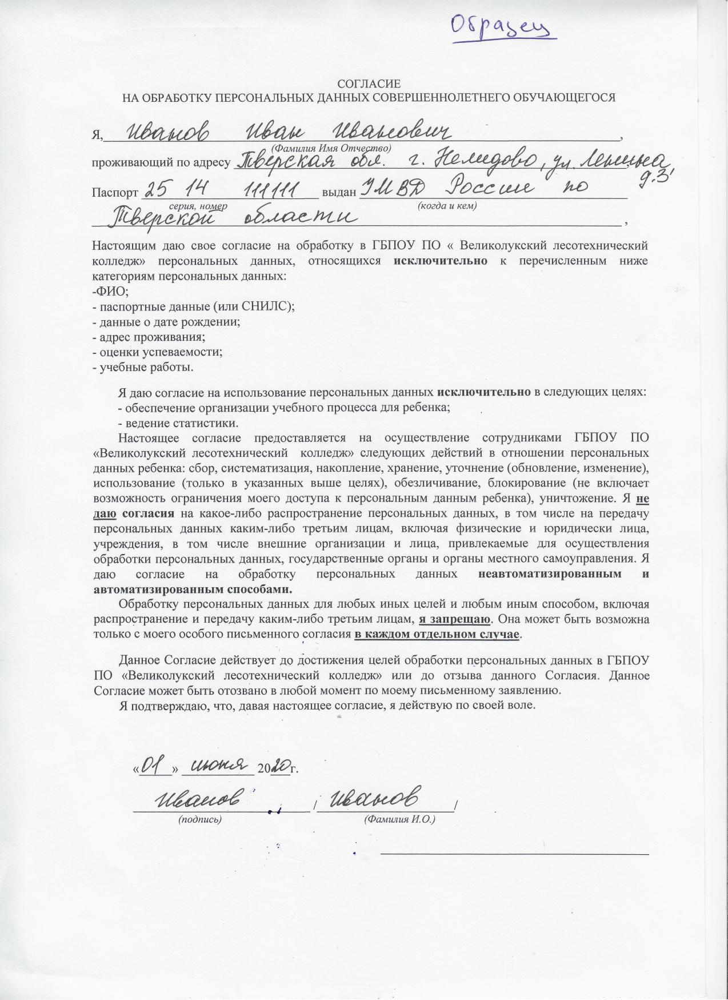 Образец
СОГЛАСИЕ
НА ОБРАБОТКУ ПЕРСОНАЛЬНЫХ ДАННЫХ СОВЕРШЕННОЛЕТНЕГО ОБУЧАЮЩЕГОСЯ
Я, Иванов Иван Иванович,
(Фамилия Имя Отчество)
проживающий по адресу Тверская обл. г. Нелидово, ул. Ленина,
д.3
Паспорт 25 14 111111 выдан УМВД России по
серия, номер (когда и кем)
Тверской области,
Настоящим даю свое согласие на обработку в ГБПОУ ПО « Великолукский лесотехнический
колледж» персональных данных, относящихся исключительно к перечисленным ниже
категориям персональных данных:
-ФИО;
- паспортные данные (или СНИЛС);
- данные о дате рождении;
- адрес проживания;
- оценки успеваемости;
- учебные работы.
Я даю согласие на использование персональных данных исключительно в следующих целях:
- обеспечение организации учебного процесса для ребенка;
- ведение статистики.
Настоящее согласие предоставляется на осуществление сотрудниками ГБПОУ ПО
«Великолукский лесотехнический колледж» следующих действий в отношении персональных
данных ребенка: сбор, систематизация, накопление, хранение, уточнение (обновление, изменение),
использование (только в указанных выше целях), обезличивание, блокирование (не включает
возможность ограничения моего доступа к персональным данным ребенка), уничтожение. Я не
даю согласия на какое-либо распространение персональных данных, в том числе на передачу
персональных данных каким-либо третьим лицам, включая физические и юридически лица,
учреждения, в том числе внешние организации и лица, привлекаемые для осуществления
обработки персональных данных, государственные органы и органы местного самоуправления. Я
даю согласие на обработку персональных данных неавтоматизированным и
автоматизированным способами.
Обработку персональных данных для любых иных целей и любым иным способом, включая
распространение и передачу каким-либо третьим лицам, я запрещаю. Она может быть возможна
только с моего особого письменного согласия в каждом отдельном случае.
Данное Согласие действует до достижения целей обработки персональных данных в ГБПОУ
ПО «Великолукский лесотехнический колледж» или до отзыва данного Согласия. Данное
Согласие может быть отозвано в любой момент по моему письменному заявлению.
Я подтверждаю, что, давая настоящее согласие, я действую по своей воле.
«01» июня 2020г.
Иванов / Иванов /
(подпись) (Фамилия И.О.)